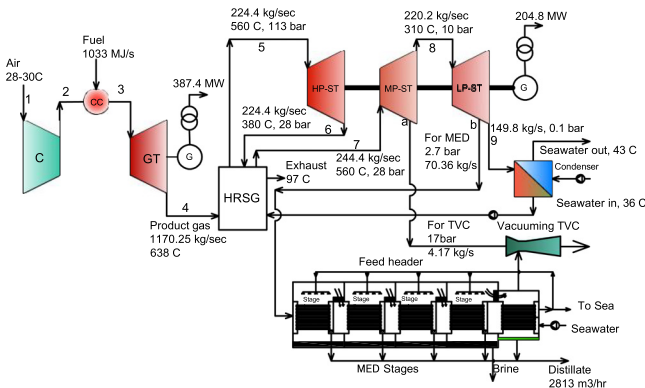 224.4 kg/sec
560 C, 113 bar
220.2 kg/sec
310 C, 10 bar
204.8 MW
Fuel
1033 MJ/s
Air
28-30C
387.4 MW
1
2
3
5
8
CC
HP-ST
MP-ST
LP-ST
G
224.4 kg/sec
380 C, 28 bar
6
a
b
9
C
GT
G
7
244.4 kg/sec
560 C, 28 bar
For MED
2.7 bar
70.36 kg/s
149.8 kg/s, 0.1 bar
Seawater out, 43 C
Condenser
Exhaust
97 C
HRSG
Seawater in, 36 C
4
Product gas
1170.25 kg/sec
638 C
For TVC
17bar
4.17 kg/s
Vacuuming TVC
Feed header
Stage
Stage
Stage
Stage
To Sea
Seawater
MED Stages
Brine
Distillate
2813 m3/hr